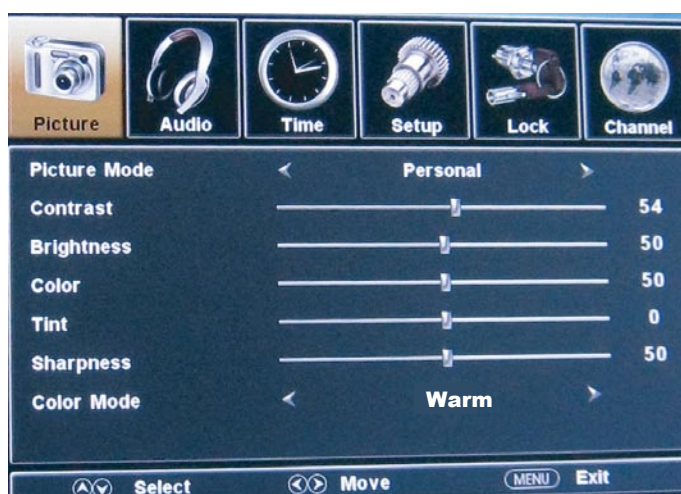 Picture Audio Time Setup Lock Channel
Picture Mode Personal
Contrast 54
Brightness 50
Color 50
Tint 0
Sharpness 50
Color Mode Warm
Select Move MENU Exit